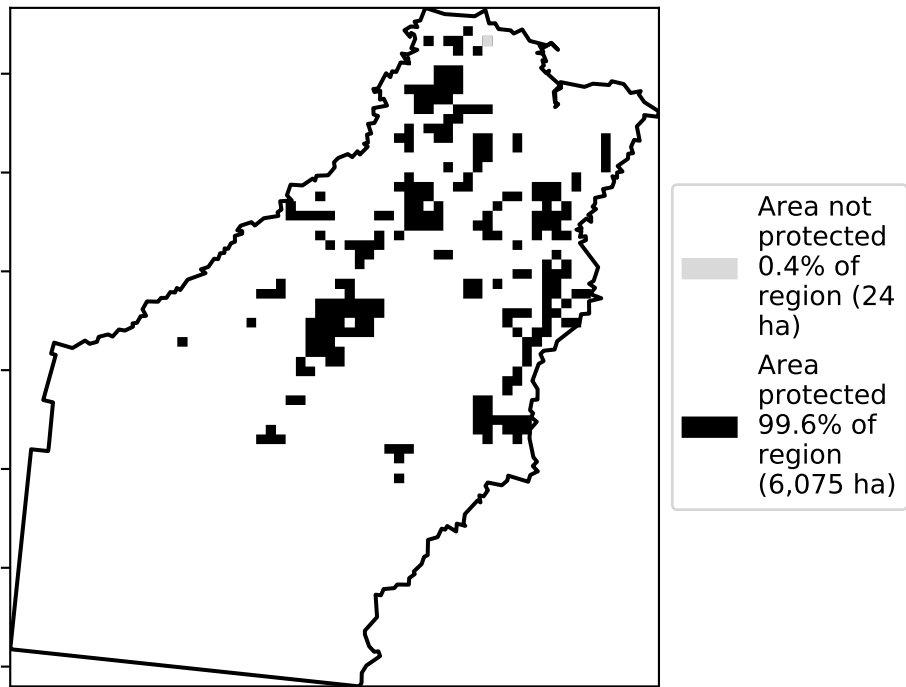 Area not
protected
0.4% of
region (24
ha)
Area
protected
99.6% of
region
(6,075 ha)